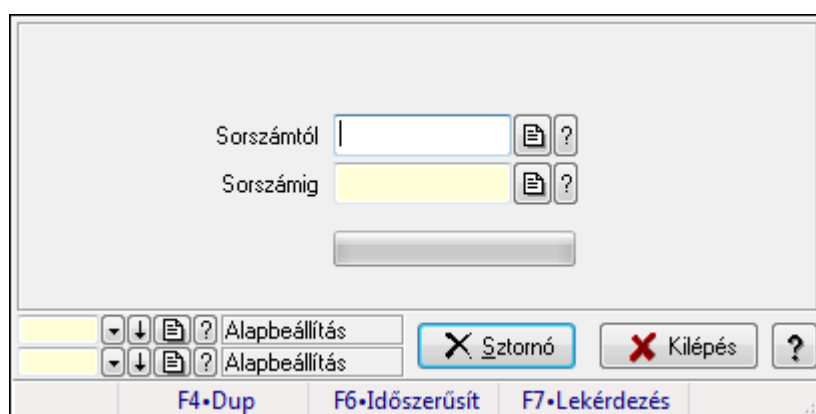 Sorszámtól ?
Sorszámig ?
? Alapbeállítás
? Alapbeállítás
Sztornó Kilépés ?
F4•Dup F6•Időszerűsít F7•Lekérdezés